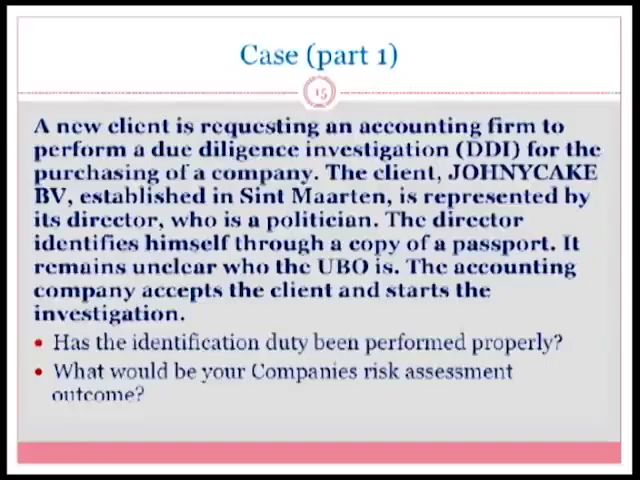 Case (part 1)
15
A new client is requesting an accounting firm to
perform a due diligence investigation (DDI) for the
purchasing of a company. The client, JOHNYCAKE
BV, established in Sint Maarten, is represented by
its director, who is a politician. The director
identifies himself through a copy of a passport. It
remains unclear who the UBO is. The accounting
company accepts the client and starts the
investigation.
• Has the identification duty been performed properly?
• What would be your Companies risk assessment
outcome?